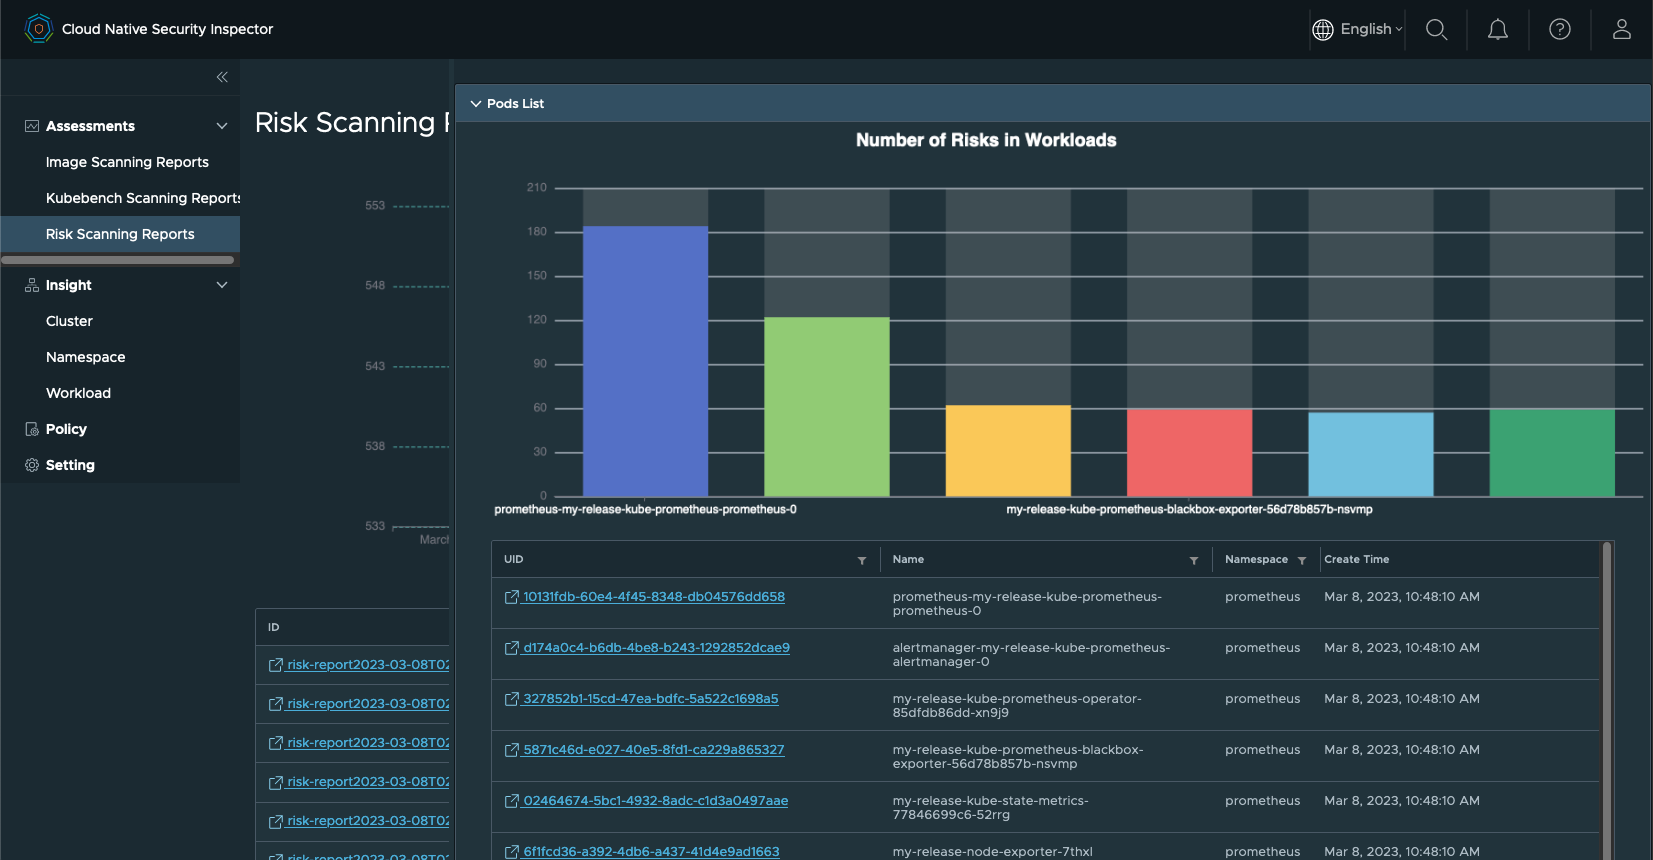 Cloud Native Security Inspector
English
Assessments
Image Scanning Reports
Kubebench Scanning Reports
Risk Scanning Reports
Insight
Cluster
Namespace
Workload
Policy
Setting
Risk Scanning
553
548
543
538
533
March
ID
risk-report2023-03-08T02
risk-report2023-03-08T02
risk-report2023-03-08T02
risk-report2023-03-08T02
risk-report2023-03-08T02
risk-report2023-03-08T02
Pods List
Number of Risks in Workloads
210
180
150
120
90
60
30
0
prometheus-my-release-kube-prometheus-prometheus-0
my-release-kube-prometheus-blackbox-exporter-56d78b857b-nsvmp
UID Name Namespace Create Time
10131fdb-60e4-4f45-8348-db04576dd658 prometheus-my-release-kube-prometheus- prometheus Mar 8, 2023, 10:48:10 AM
prometheus-0
d174a0c4-b6db-4be8-b243-1292852dcae9 alertmanager-my-release-kube-prometheus- prometheus Mar 8, 2023, 10:48:10 AM
alertmanager-0
327852b1-15cd-47ea-bdfc-5a522c1698a5 my-release-kube-prometheus-operator- prometheus Mar 8, 2023, 10:48:10 AM
85dfdb86dd-xn9j9
5871c46d-e027-40e5-8fd1-ca229a865327 my-release-kube-prometheus-blackbox- prometheus Mar 8, 2023, 10:48:10 AM
exporter-56d78b857b-nsvmp
02464674-5bc1-4932-8adc-c1d3a0497aae my-release-kube-state-metrics- prometheus Mar 8, 2023, 10:48:10 AM
77846699c6-52rrg
6f1fcd36-a392-4db6-a437-41d4e9ad1663 my-release-node-exporter-7thxl prometheus Mar 8, 2023, 10:48:10 AM